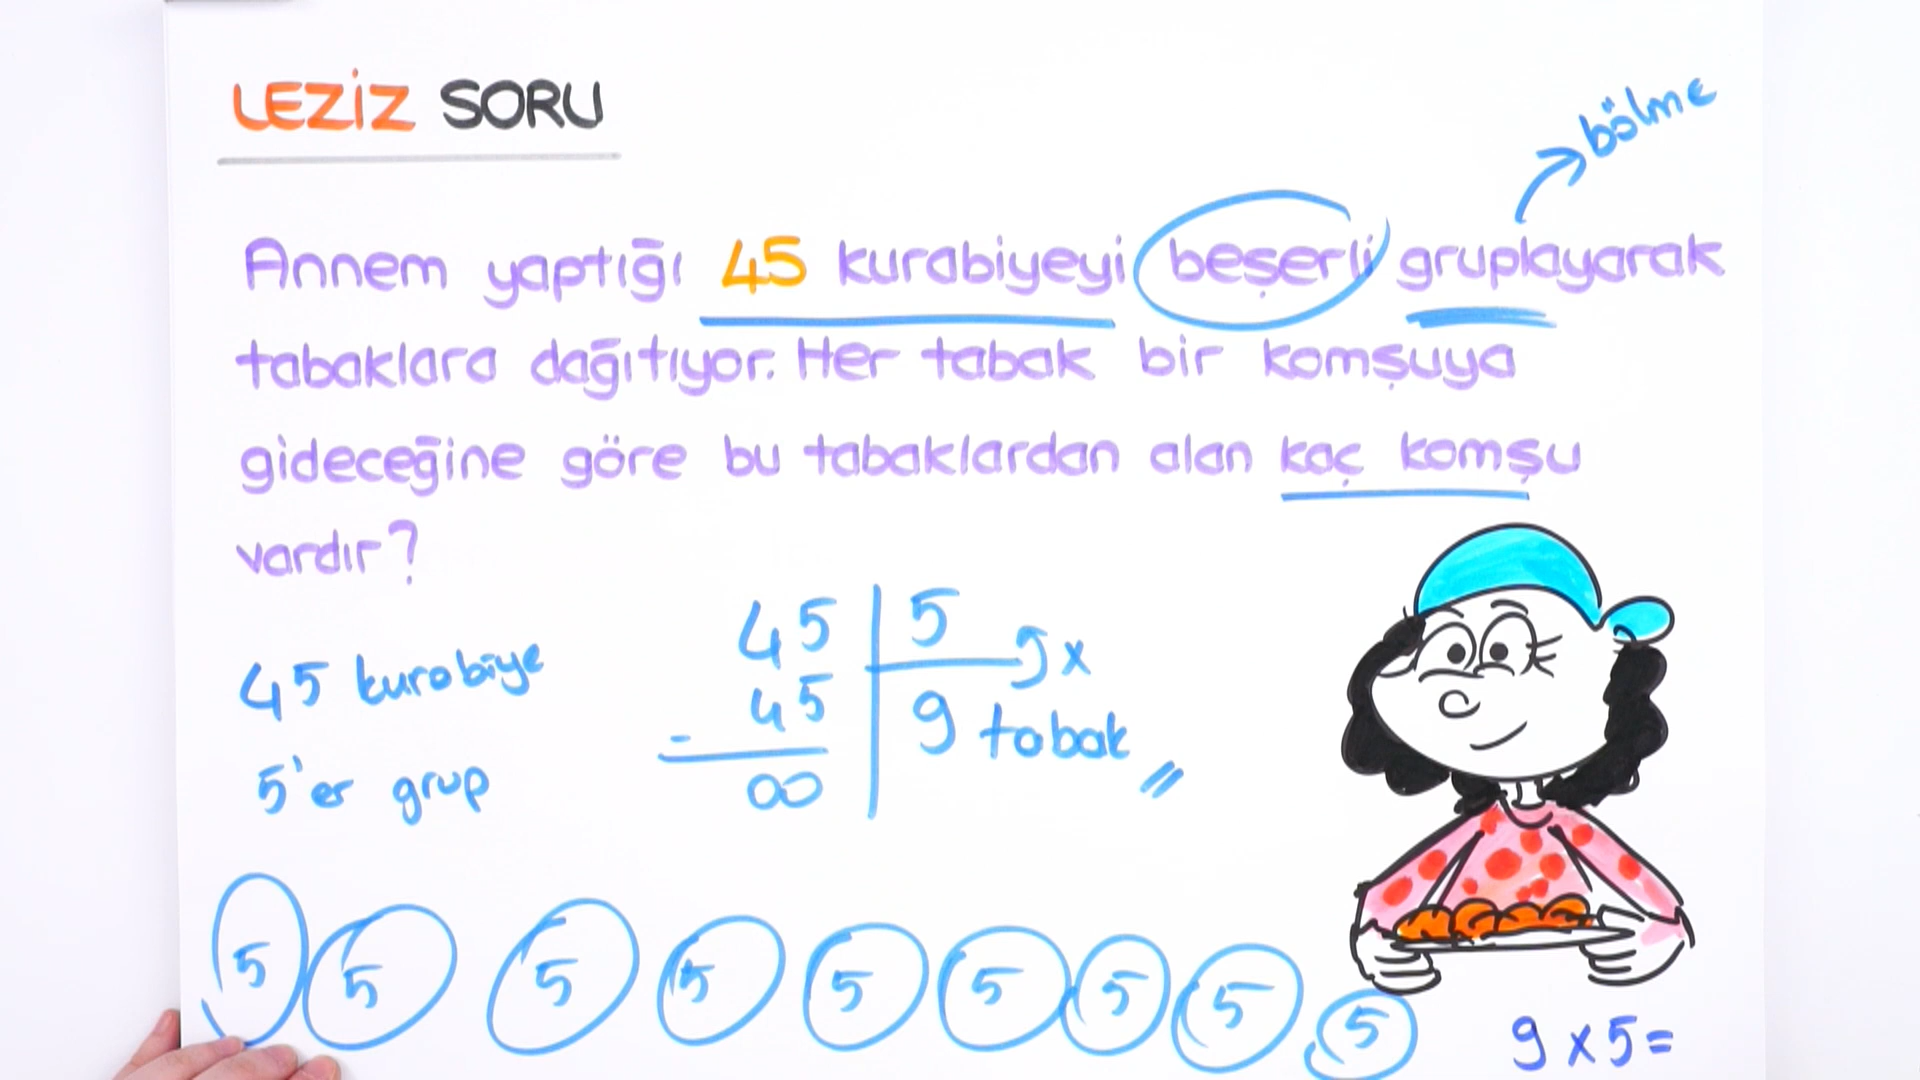 LEZİZ SORU
bölme
Annem yaptığı 45 kurabiyeyi beşerli gruplayarak
tabaklara dağıtıyor. Her tabak bir komşuya
gideceğine göre bu tabaklardan alan kaç komşu
vardır?
45 kurabiye
5'er grup
45 5
9x
- 45 9 tabak
00
5 5 5 5 5 5 5 5 5
9 x 5 =